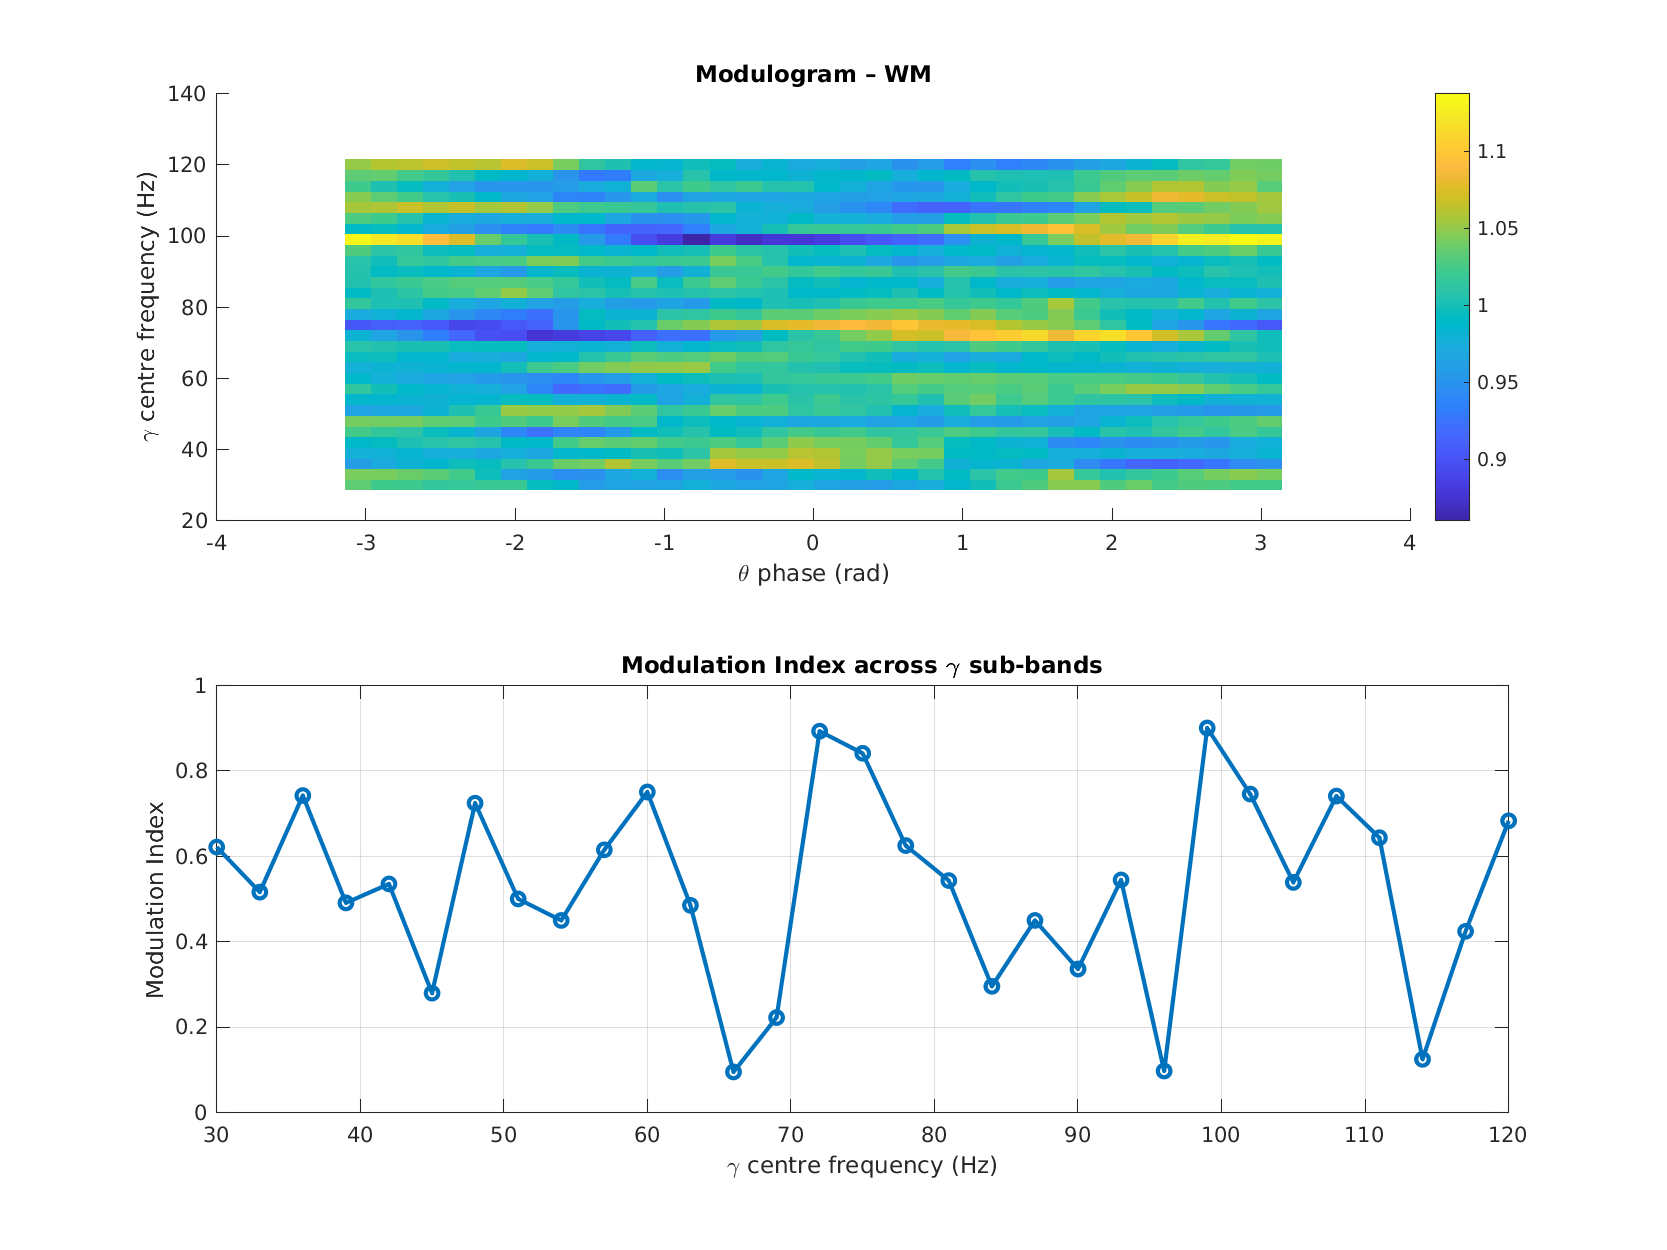 Modulogram – WM
γ centre frequency (Hz)
140
120
100
80
60
40
20
-4 -3 -2 -1 0 1 2 3 4
θ phase (rad)
1.1
1.05
1
0.95
0.9
Modulation Index across γ sub-bands
Modulation Index
1
0.8
0.6
0.4
0.2
0
30 40 50 60 70 80 90 100 110 120
γ centre frequency (Hz)